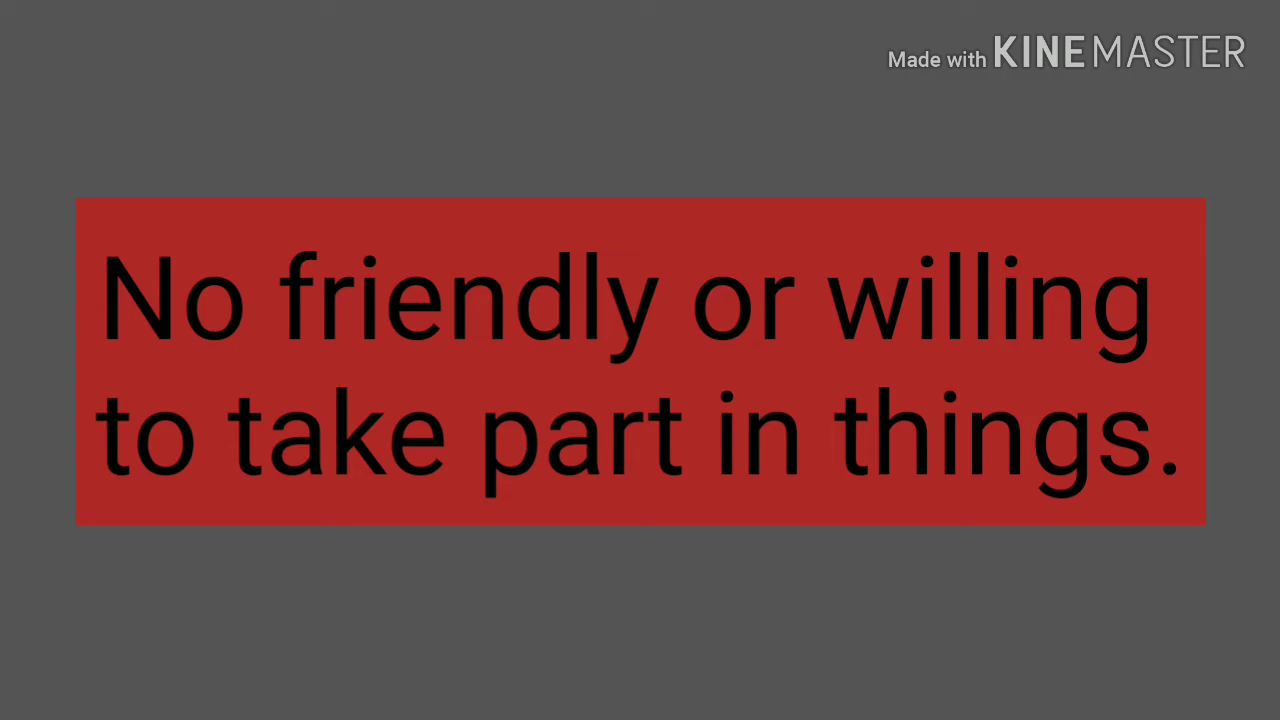 Made with KINEMASTER
No friendly or willing
to take part in things.